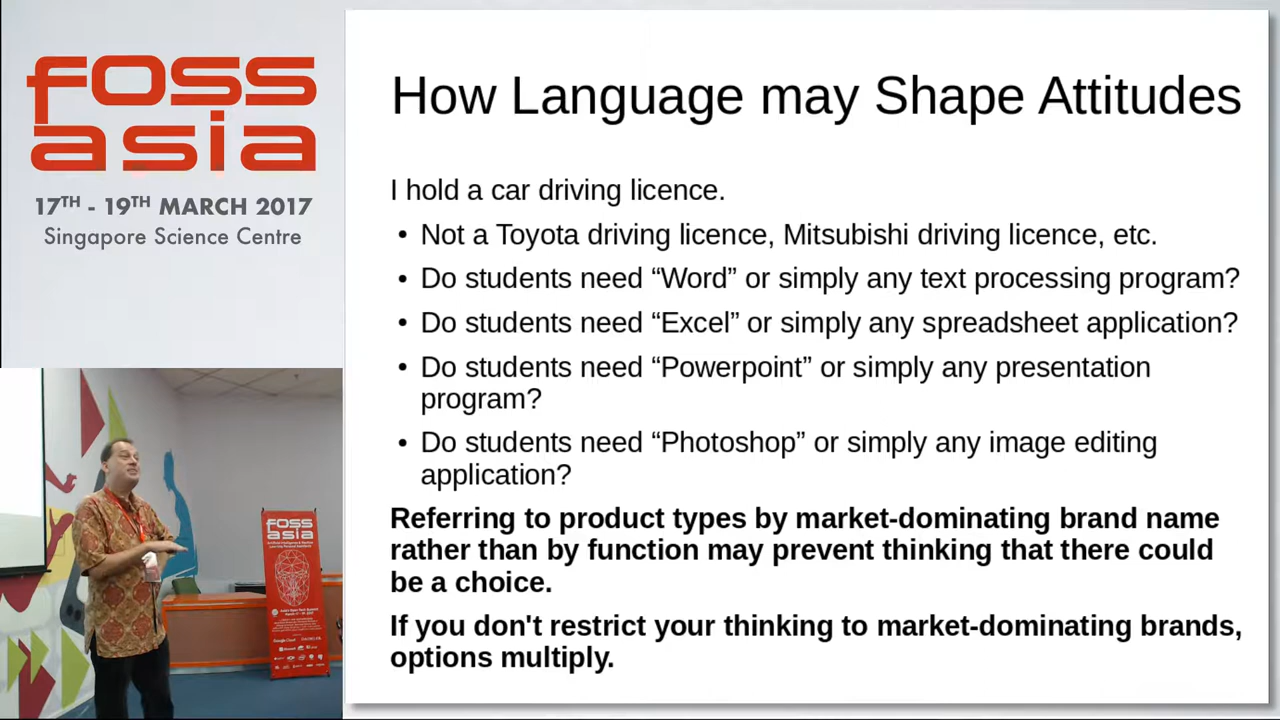 foss
asia
17TH - 19TH MARCH 2017
Singapore Science Centre
How Language may Shape Attitudes
I hold a car driving licence.
• Not a Toyota driving licence, Mitsubishi driving licence, etc.
• Do students need “Word” or simply any text processing program?
• Do students need “Excel” or simply any spreadsheet application?
• Do students need “Powerpoint” or simply any presentation
program?
• Do students need “Photoshop” or simply any image editing
application?
Referring to product types by market-dominating brand name
rather than by function may prevent thinking that there could
be a choice.
If you don't restrict your thinking to market-dominating brands,
options multiply.
foss
asia